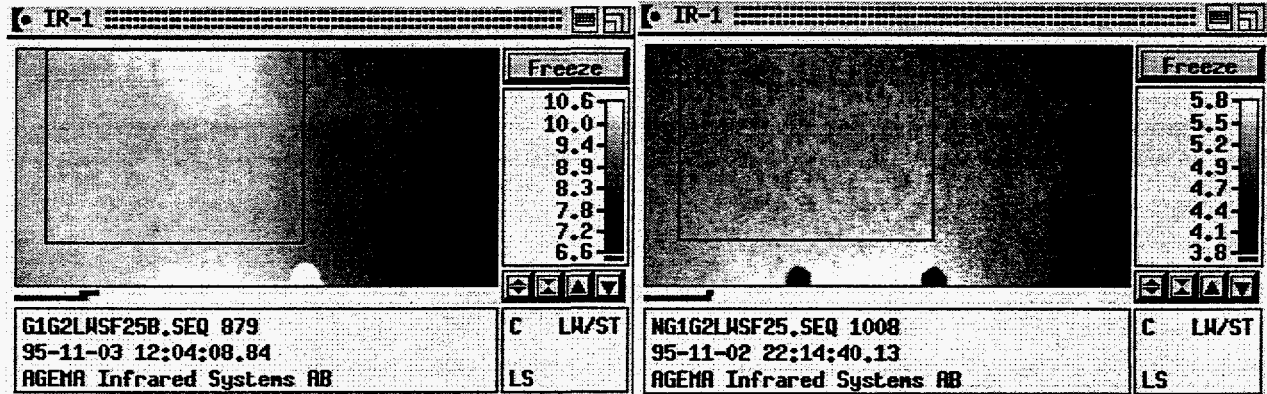 IR-1
Freeze
10.6
10.0
9.4
8.9
8.3
7.8
7.2
6.6
G1G2LWSF25B.SEQ 879
95-11-03 12:04:08.84
AGEMA Infrared Systems AB
C LW/ST
LS
IR-1
Freeze
5.8
5.5
5.2
4.9
4.7
4.4
4.1
3.8
NG1G2LWSF25.SEQ 1008
95-11-02 22:14:40.13
AGEMA Infrared Systems AB
C LW/ST
LS